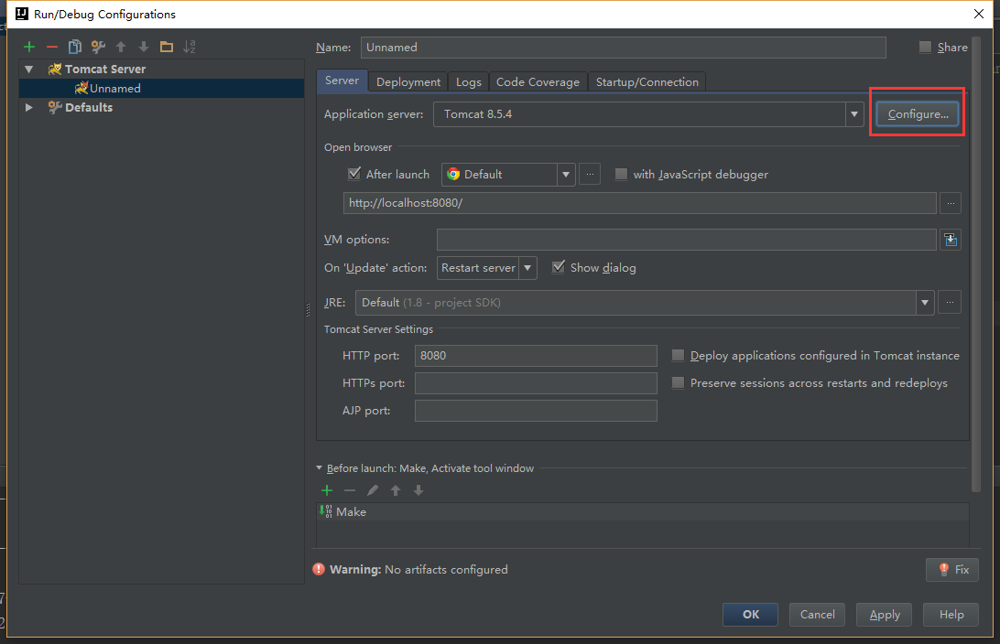 Run/Debug Configurations
Tomcat Server
Unnamed
Defaults
Name: Unnamed Share
Server Deployment Logs Code Coverage Startup/Connection
Application server: Tomcat 8.5.4 Configure...
Open browser
After launch Default ... with JavaScript debugger
http://localhost:8080/ ...
VM options:
On 'Update' action: Restart server Show dialog
JRE: Default (1.8 - project SDK) ...
Tomcat Server Settings
HTTP port: 8080 Deploy applications configured in Tomcat instance
HTTPs port: Preserve sessions across restarts and redeploys
AJP port:
Before launch: Make, Activate tool window
Make
Warning: No artifacts configured Fix
OK Cancel Apply Help